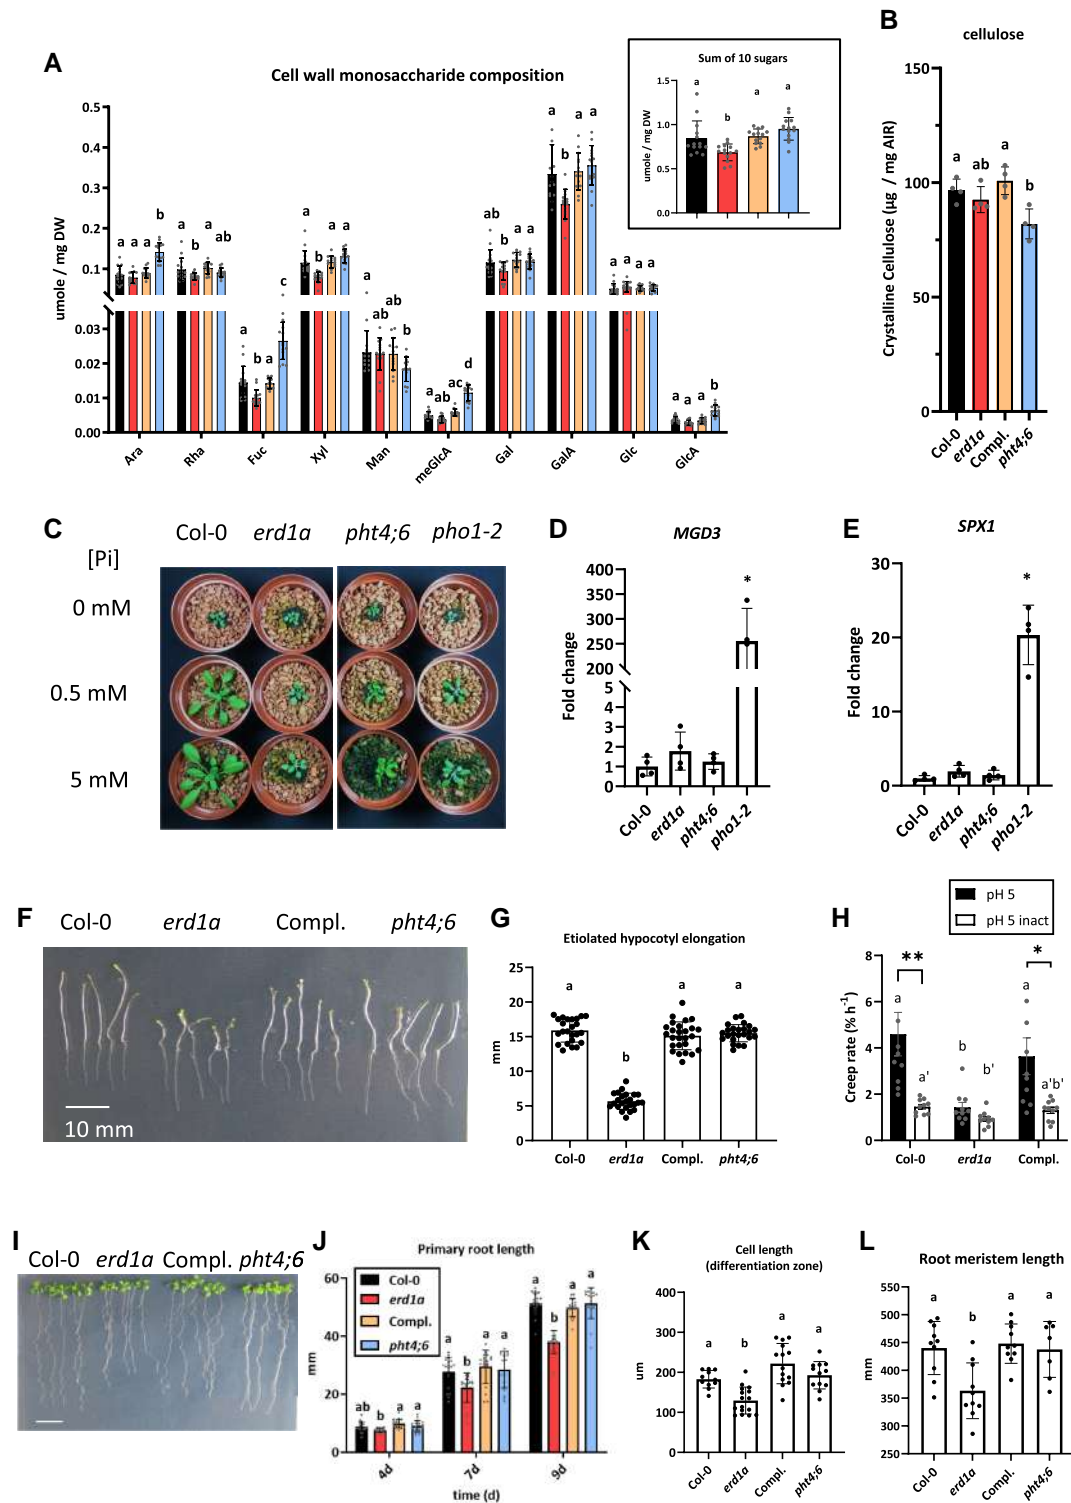 A
Cell wall monosaccharide composition
umole / mg DW
0.5
0.4
0.3
0.2
0.1
0.03
0.02
0.01
0.00
a a a b
a b a ab
a b a c
a b a a
a ab ab b
a ab ac d
ab b a a
a b a a
a a a a
a a a b
Ara
Rha
Fuc
Xyl
Man
meGlcA
Gal
GalA
Glc
GlcA
Sum of 10 sugars
umole / mg DW
1.5
1.0
0.5
0.0
a b a a
B
cellulose
Crystalline Cellulose (µg / mg AIR)
150
100
50
0
a ab a b
Col-0
erd1a
Compl.
pht4;6
C
Col-0 erd1a pht4;6 pho1-2
[Pi]
0 mM
0.5 mM
5 mM
D
MGD3
Fold change
400
350
300
250
200
5
4
3
2
1
0
*
Col-0
erd1a
pht4;6
pho1-2
E
SPX1
Fold change
30
20
10
0
*
Col-0
erd1a
pht4;6
pho1-2
F
Col-0 erd1a Compl. pht4;6
10 mm
G
Etiolated hypocotyl elongation
mm
25
20
15
10
5
0
a b a a
Col-0 erd1a Compl. pht4;6
H
pH 5
pH 5 inact
Creep rate (% h-1)
8
6
4
2
0
** *
a a' b b' a a'b'
Col-0 erd1a Compl.
I
Col-0 erd1a Compl. pht4;6
J
Primary root length
Col-0
erd1a
Compl.
pht4;6
mm
60
40
20
0
ab b a a
a b a a
a b a a
4d 7d 9d
time (d)
K
Cell length
(differentiation zone)
um
400
300
200
100
0
a b a a
Col-0
erd1a
Compl.
pht4;6
L
Root meristem length
mm
550
500
450
400
350
300
250
a b a a
Col-0
erd1a
Compl.
pht4;6